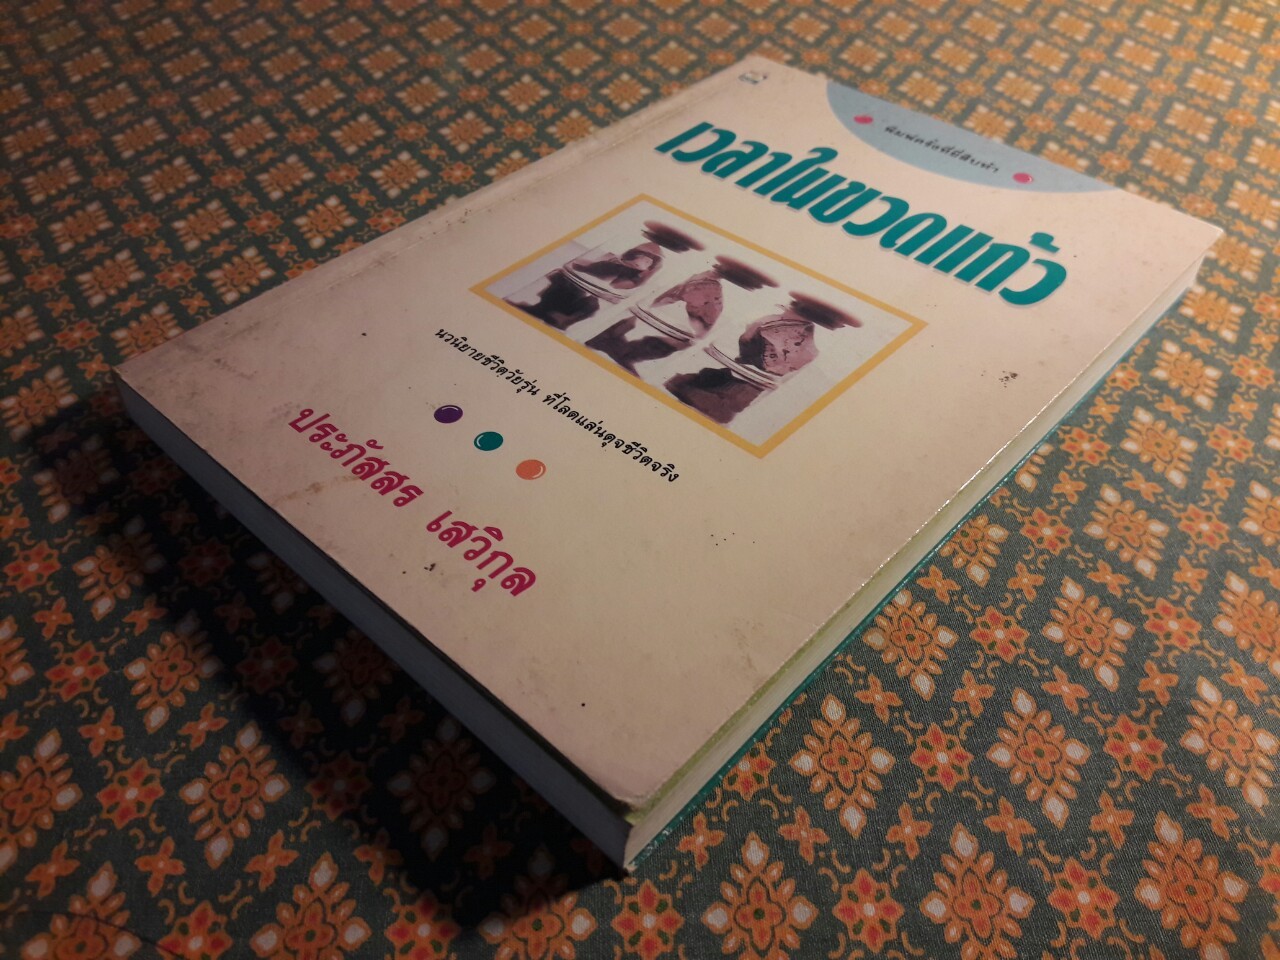 พิมพ์ครั้งที่ยี่สิบห้า
เวลาในขวดแก้ว
นวนิยายชีวิตวัยรุ่น ที่โลดแล่นดุจชีวิตจริง
ประภัสสร เสวิกุล